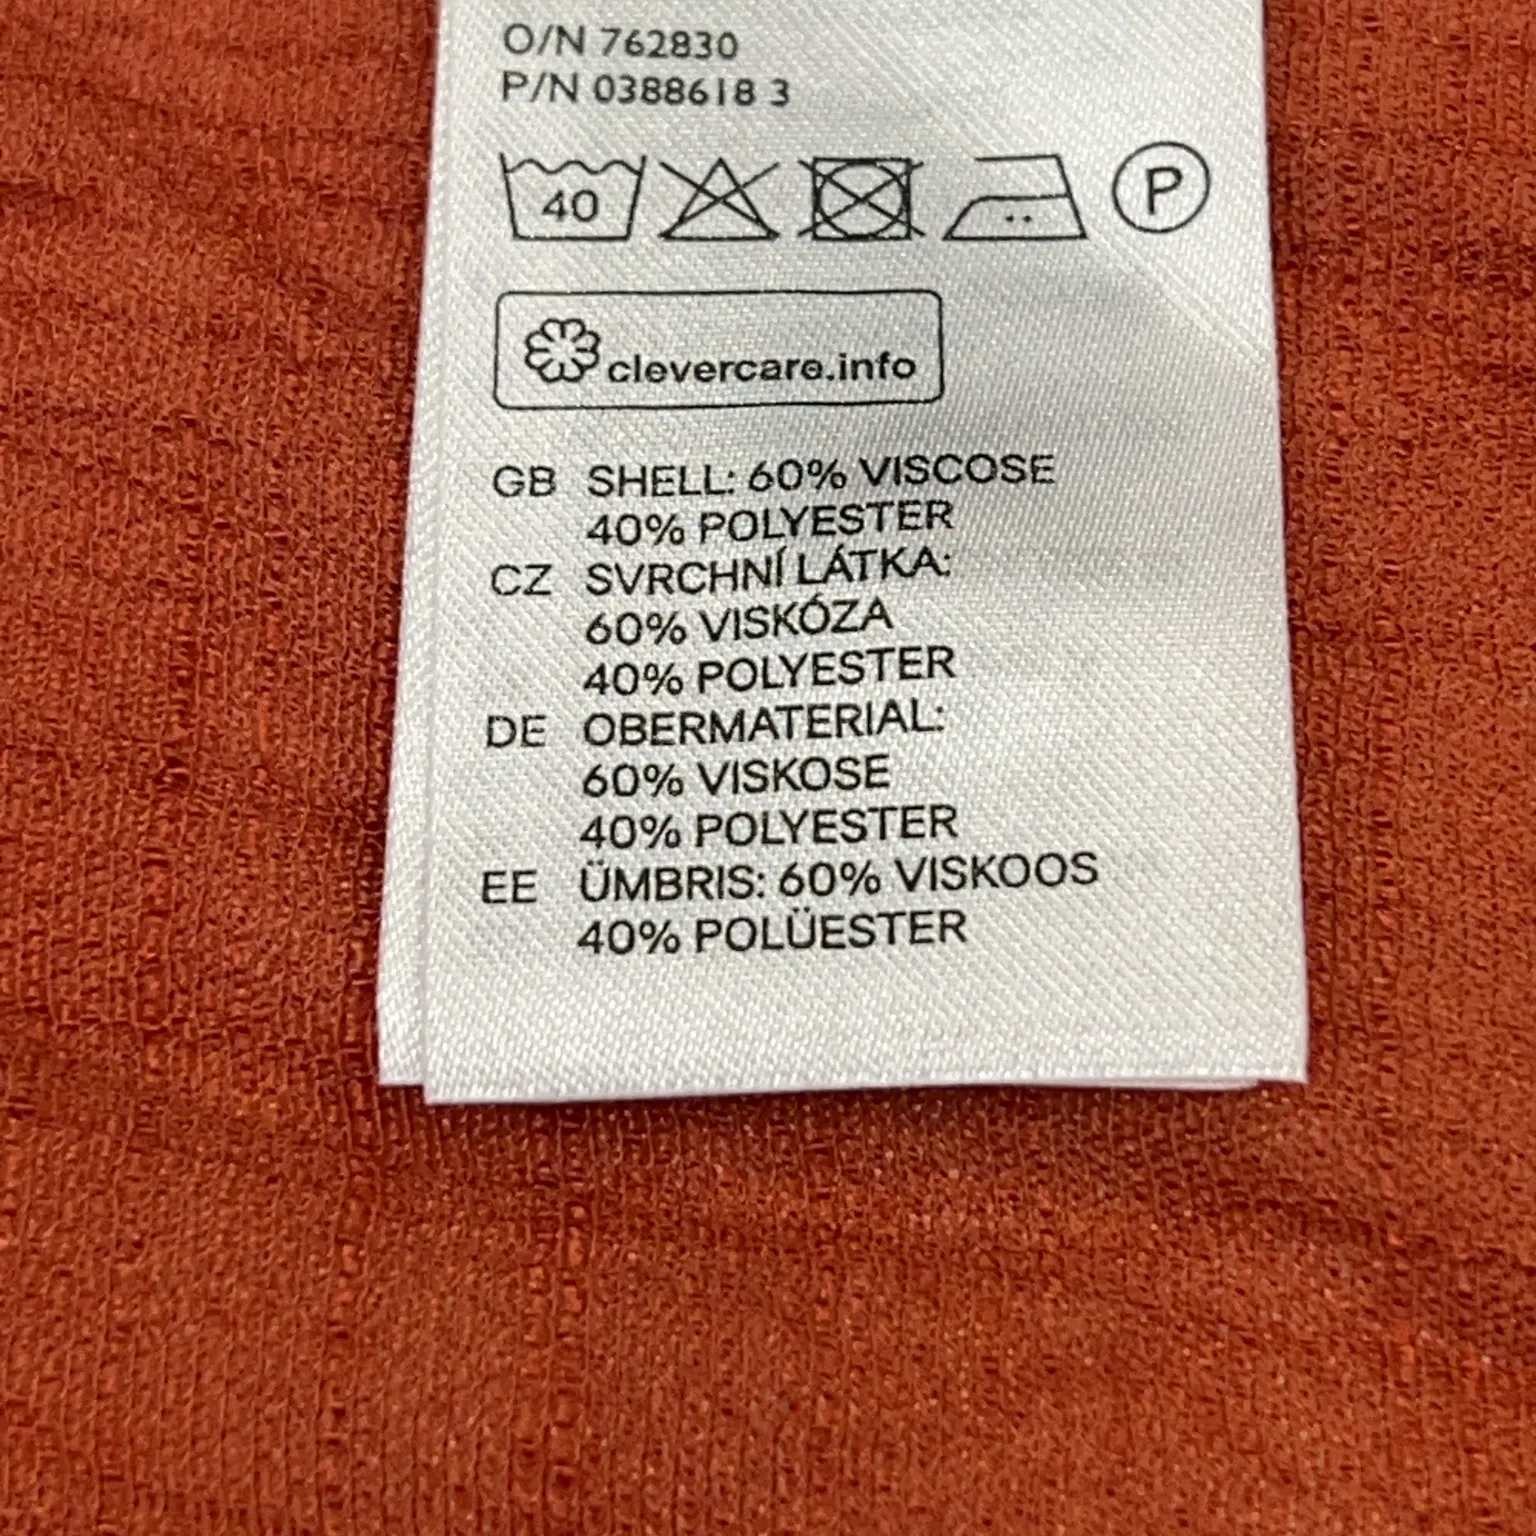 O/N 762830
P/N 0388618 3
40 P
clevercare.info
GB SHELL: 60% VISCOSE
40% POLYESTER
CZ SVRCHNÍ LÁTKA:
60% VISKÓZA
40% POLYESTER
DE OBERMATERIAL:
60% VISKOSE
40% POLYESTER
EE ÜMBRIS: 60% VISKOOS
40% POLÜESTER